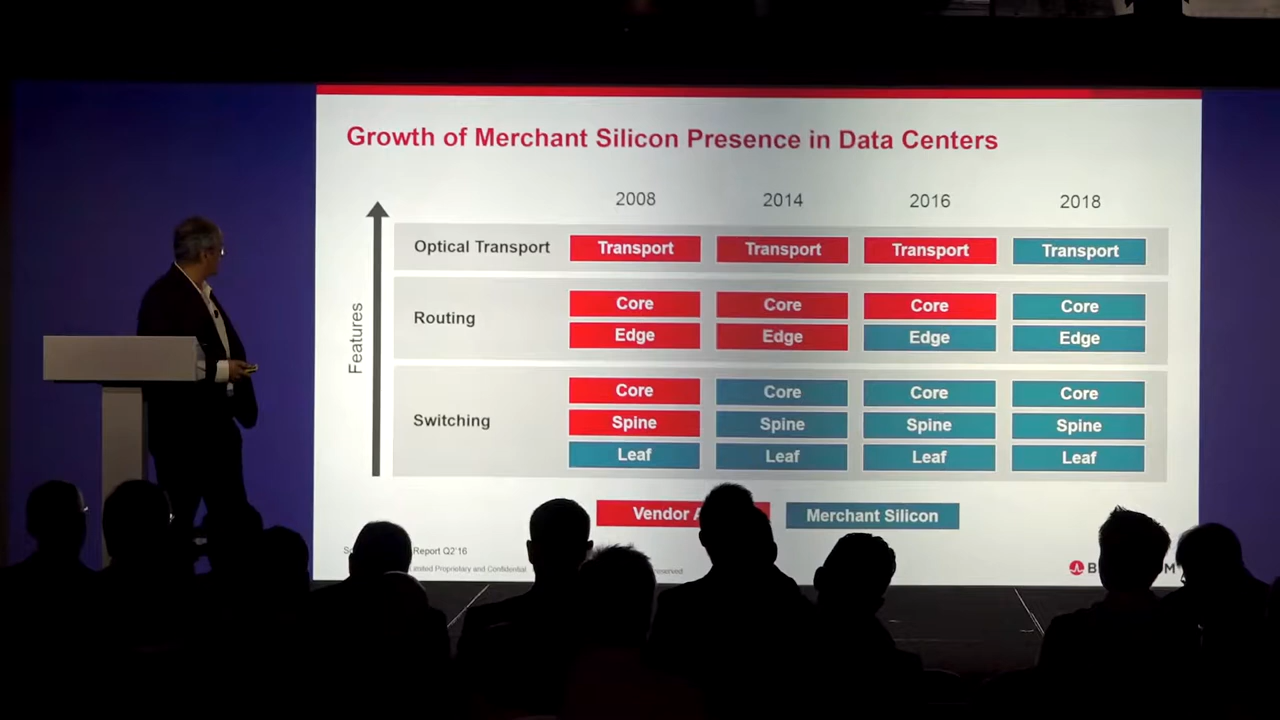 Growth of Merchant Silicon Presence in Data Centers
2008 2014 2016 2018
Optical Transport Transport Transport Transport Transport
Features
Routing
Core Core Core Core
Edge Edge Edge Edge
Switching
Core Core Core Core
Spine Spine Spine Spine
Leaf Leaf Leaf Leaf
Vendor Merchant Silicon
Report Q2'16
Limited Proprietary and Confidential